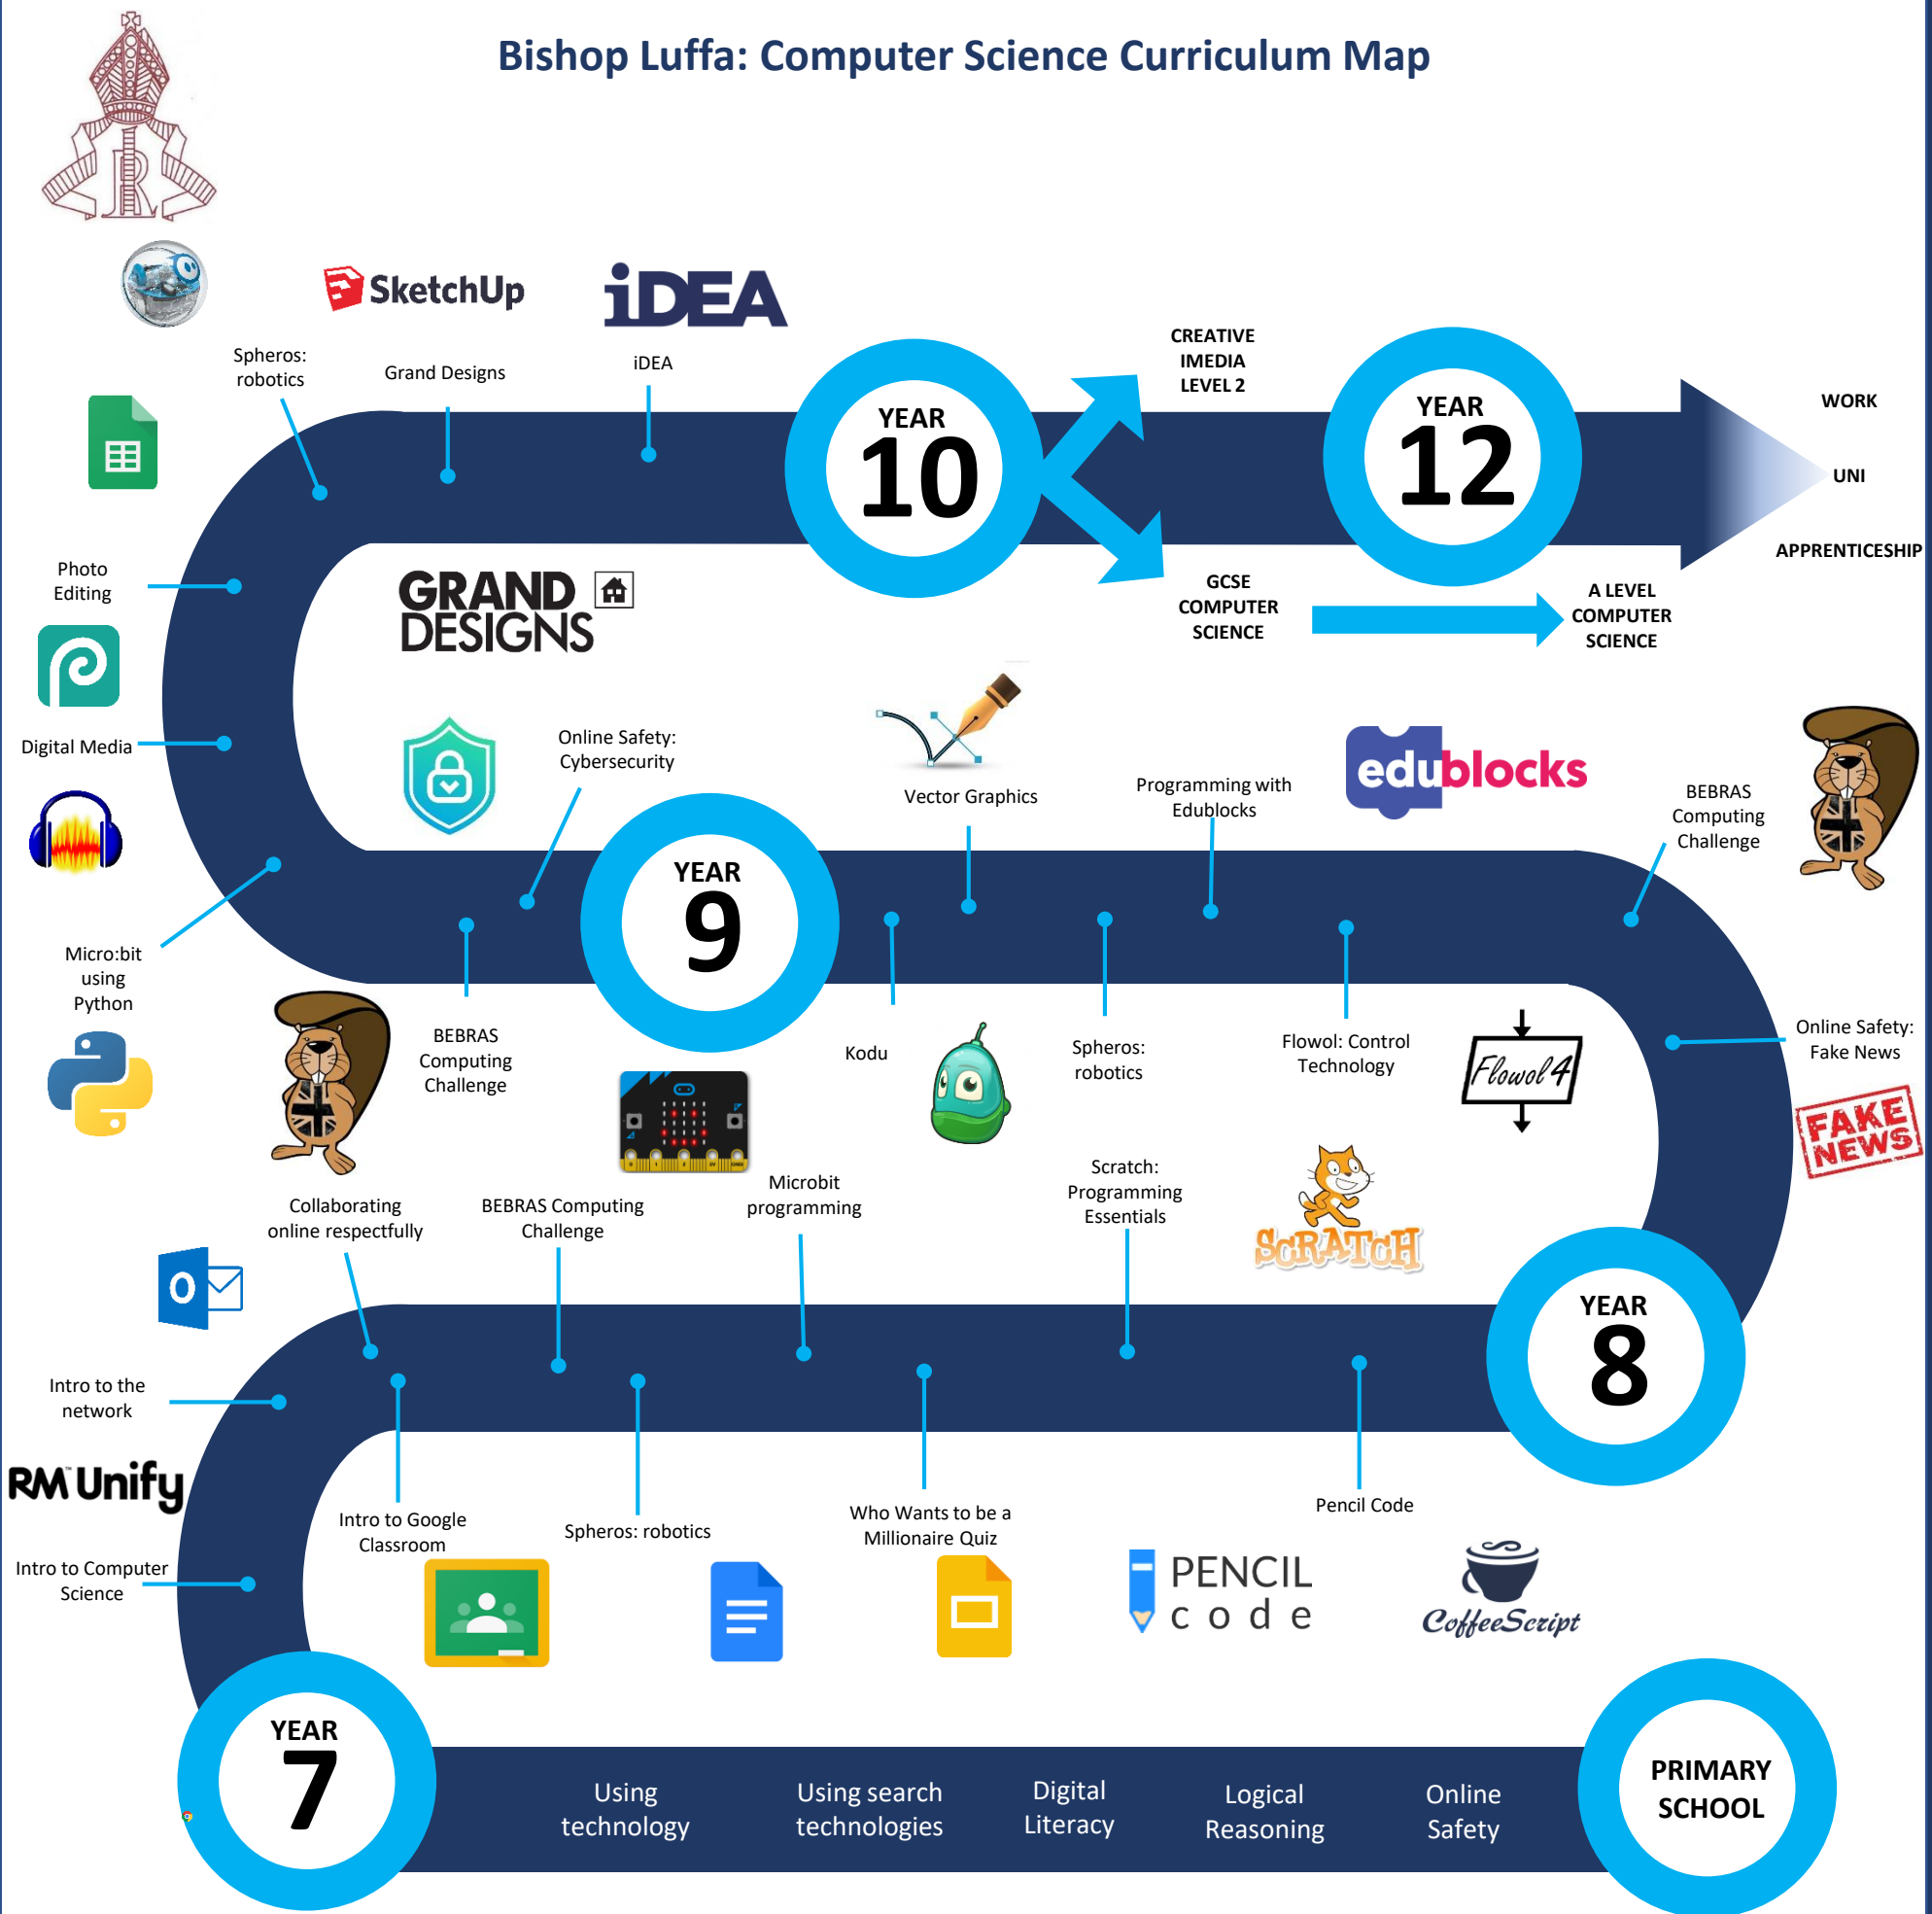 Bishop Luffa: Computer Science Curriculum Map
SketchUp
iDEA
Spheros:
robotics
Grand Designs
iDEA
YEAR
10
CREATIVE
IMEDIA
LEVEL 2
YEAR
12
WORK
UNI
APPRENTICESHIP
GCSE
COMPUTER
SCIENCE
A LEVEL
COMPUTER
SCIENCE
Photo
Editing
GRAND
DESIGNS
Digital Media
Online Safety:
Cybersecurity
Vector Graphics
Programming with
Edublocks
edublocks
BEBRAS
Computing
Challenge
YEAR
9
Micro:bit
using
Python
BEBRAS
Computing
Challenge
Kodu
Spheros:
robotics
Flowol: Control
Technology
Flowol 4
Online Safety:
Fake News
FAKE
NEWS
Collaborating
online respectfully
BEBRAS Computing
Challenge
Microbit
programming
Scratch:
Programming
Essentials
SCRATCH
YEAR
8
Intro to the
network
RM Unify
Intro to Computer
Science
Intro to Google
Classroom
Spheros: robotics
Who Wants to be a
Millionaire Quiz
Pencil Code
PENCIL
code
CoffeeScript
YEAR
7
Using
technology
Using search
technologies
Digital
Literacy
Logical
Reasoning
Online
Safety
PRIMARY
SCHOOL